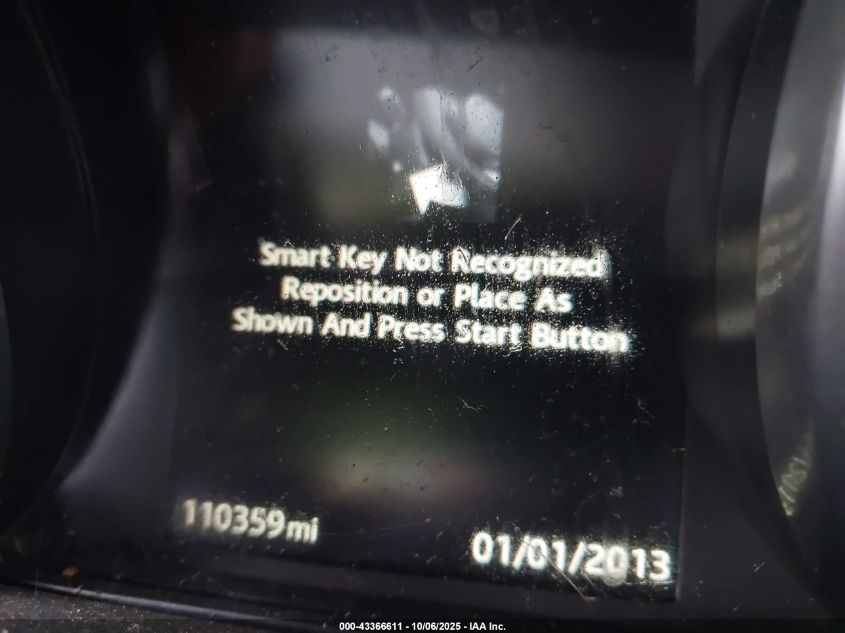 Smart Key Not Recognized
Reposition or Place As
Shown And Press Start Button
110359mi
01/01/2013
000-43366611 - 10/06/2025 - IAA Inc.